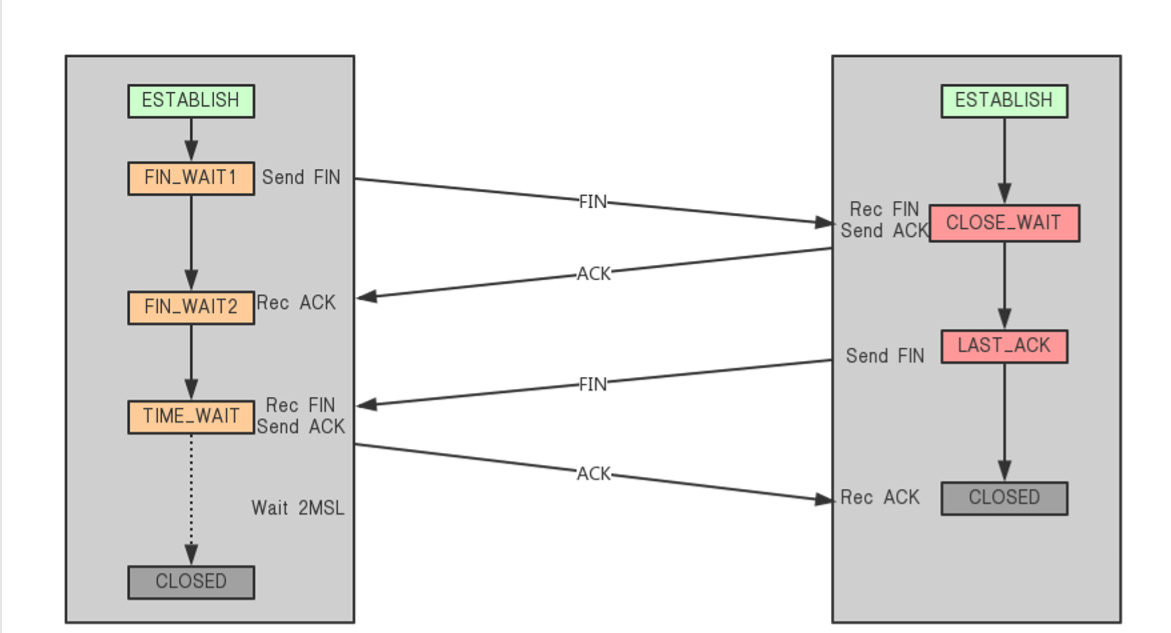 ESTABLISH
FIN_WAIT1
Send FIN
FIN_WAIT2
Rec ACK
TIME_WAIT
Rec FIN
Send ACK
Wait 2MSL
CLOSED
FIN
ACK
FIN
ACK
ESTABLISH
Rec FIN
Send ACK
CLOSE_WAIT
Send FIN
LAST_ACK
Rec ACK
CLOSED